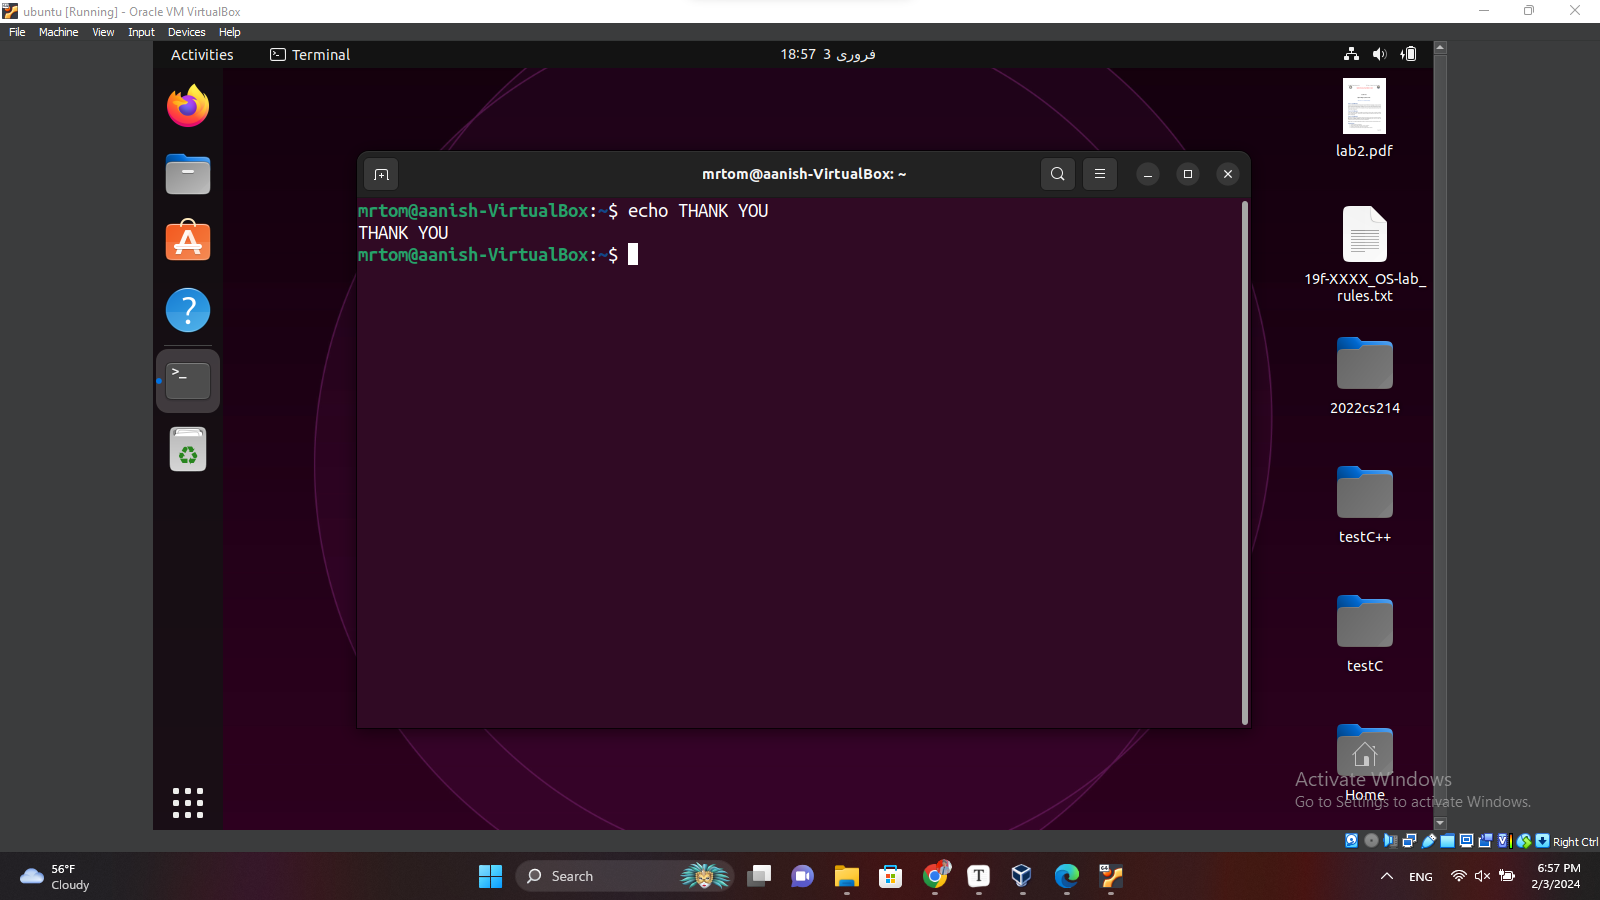 ubuntu [Running] - Oracle VM VirtualBox
File Machine View Input Devices Help
Activities Terminal 18:57 3 فروری
lab2.pdf
mrtom@aanish-VirtualBox: ~
mrtom@aanish-VirtualBox:~$ echo THANK YOU
THANK YOU
mrtom@aanish-VirtualBox:~$
19f-XXXX_OS-lab_
rules.txt
2022cs214
testC++
testC
Home
Activate Windows
Go to Settings to activate Windows.
Right Ctrl
56°F
Cloudy
Search
ENG
6:57 PM
2/3/2024